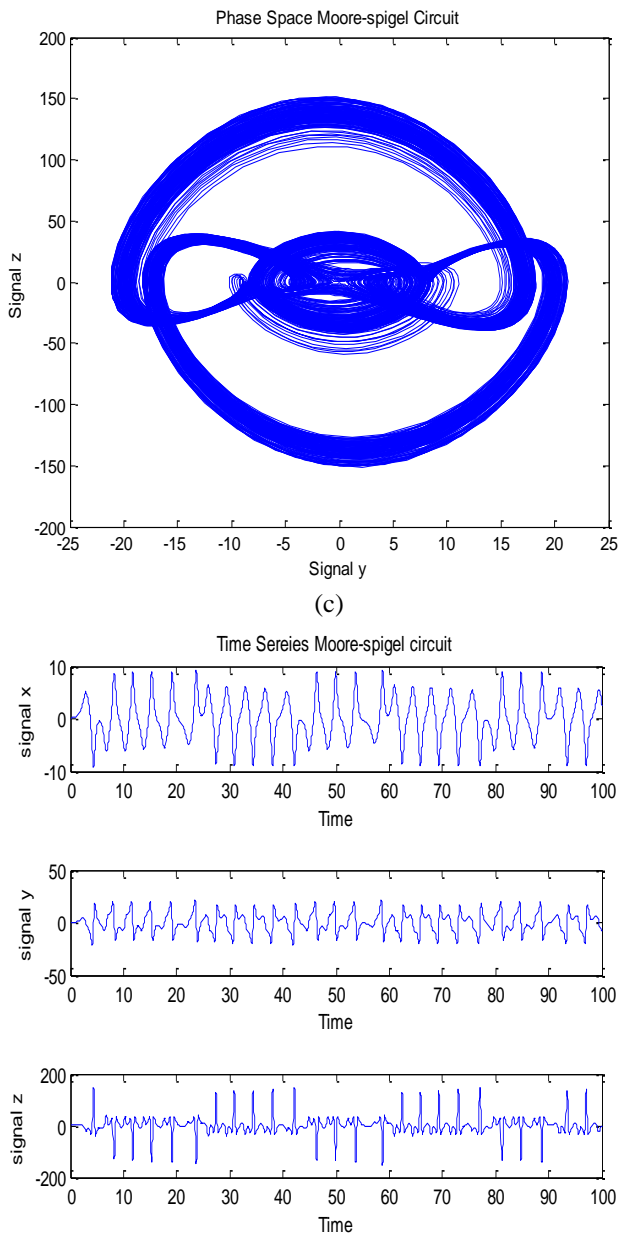 Phase Space Moore-spigel Circuit
200
150
100
50
0
-50
-100
-150
-200
Signal z
-25 -20 -15 -10 -5 0 5 10 15 20 25
Signal y
(c)
Time Sereies Moore-spigel circuit
10
0
-10
signal x
0 10 20 30 40 50 60 70 80 90 100
Time
50
0
-50
signal y
0 10 20 30 40 50 60 70 80 90 100
Time
200
0
-200
signal z
0 10 20 30 40 50 60 70 80 90 100
Time